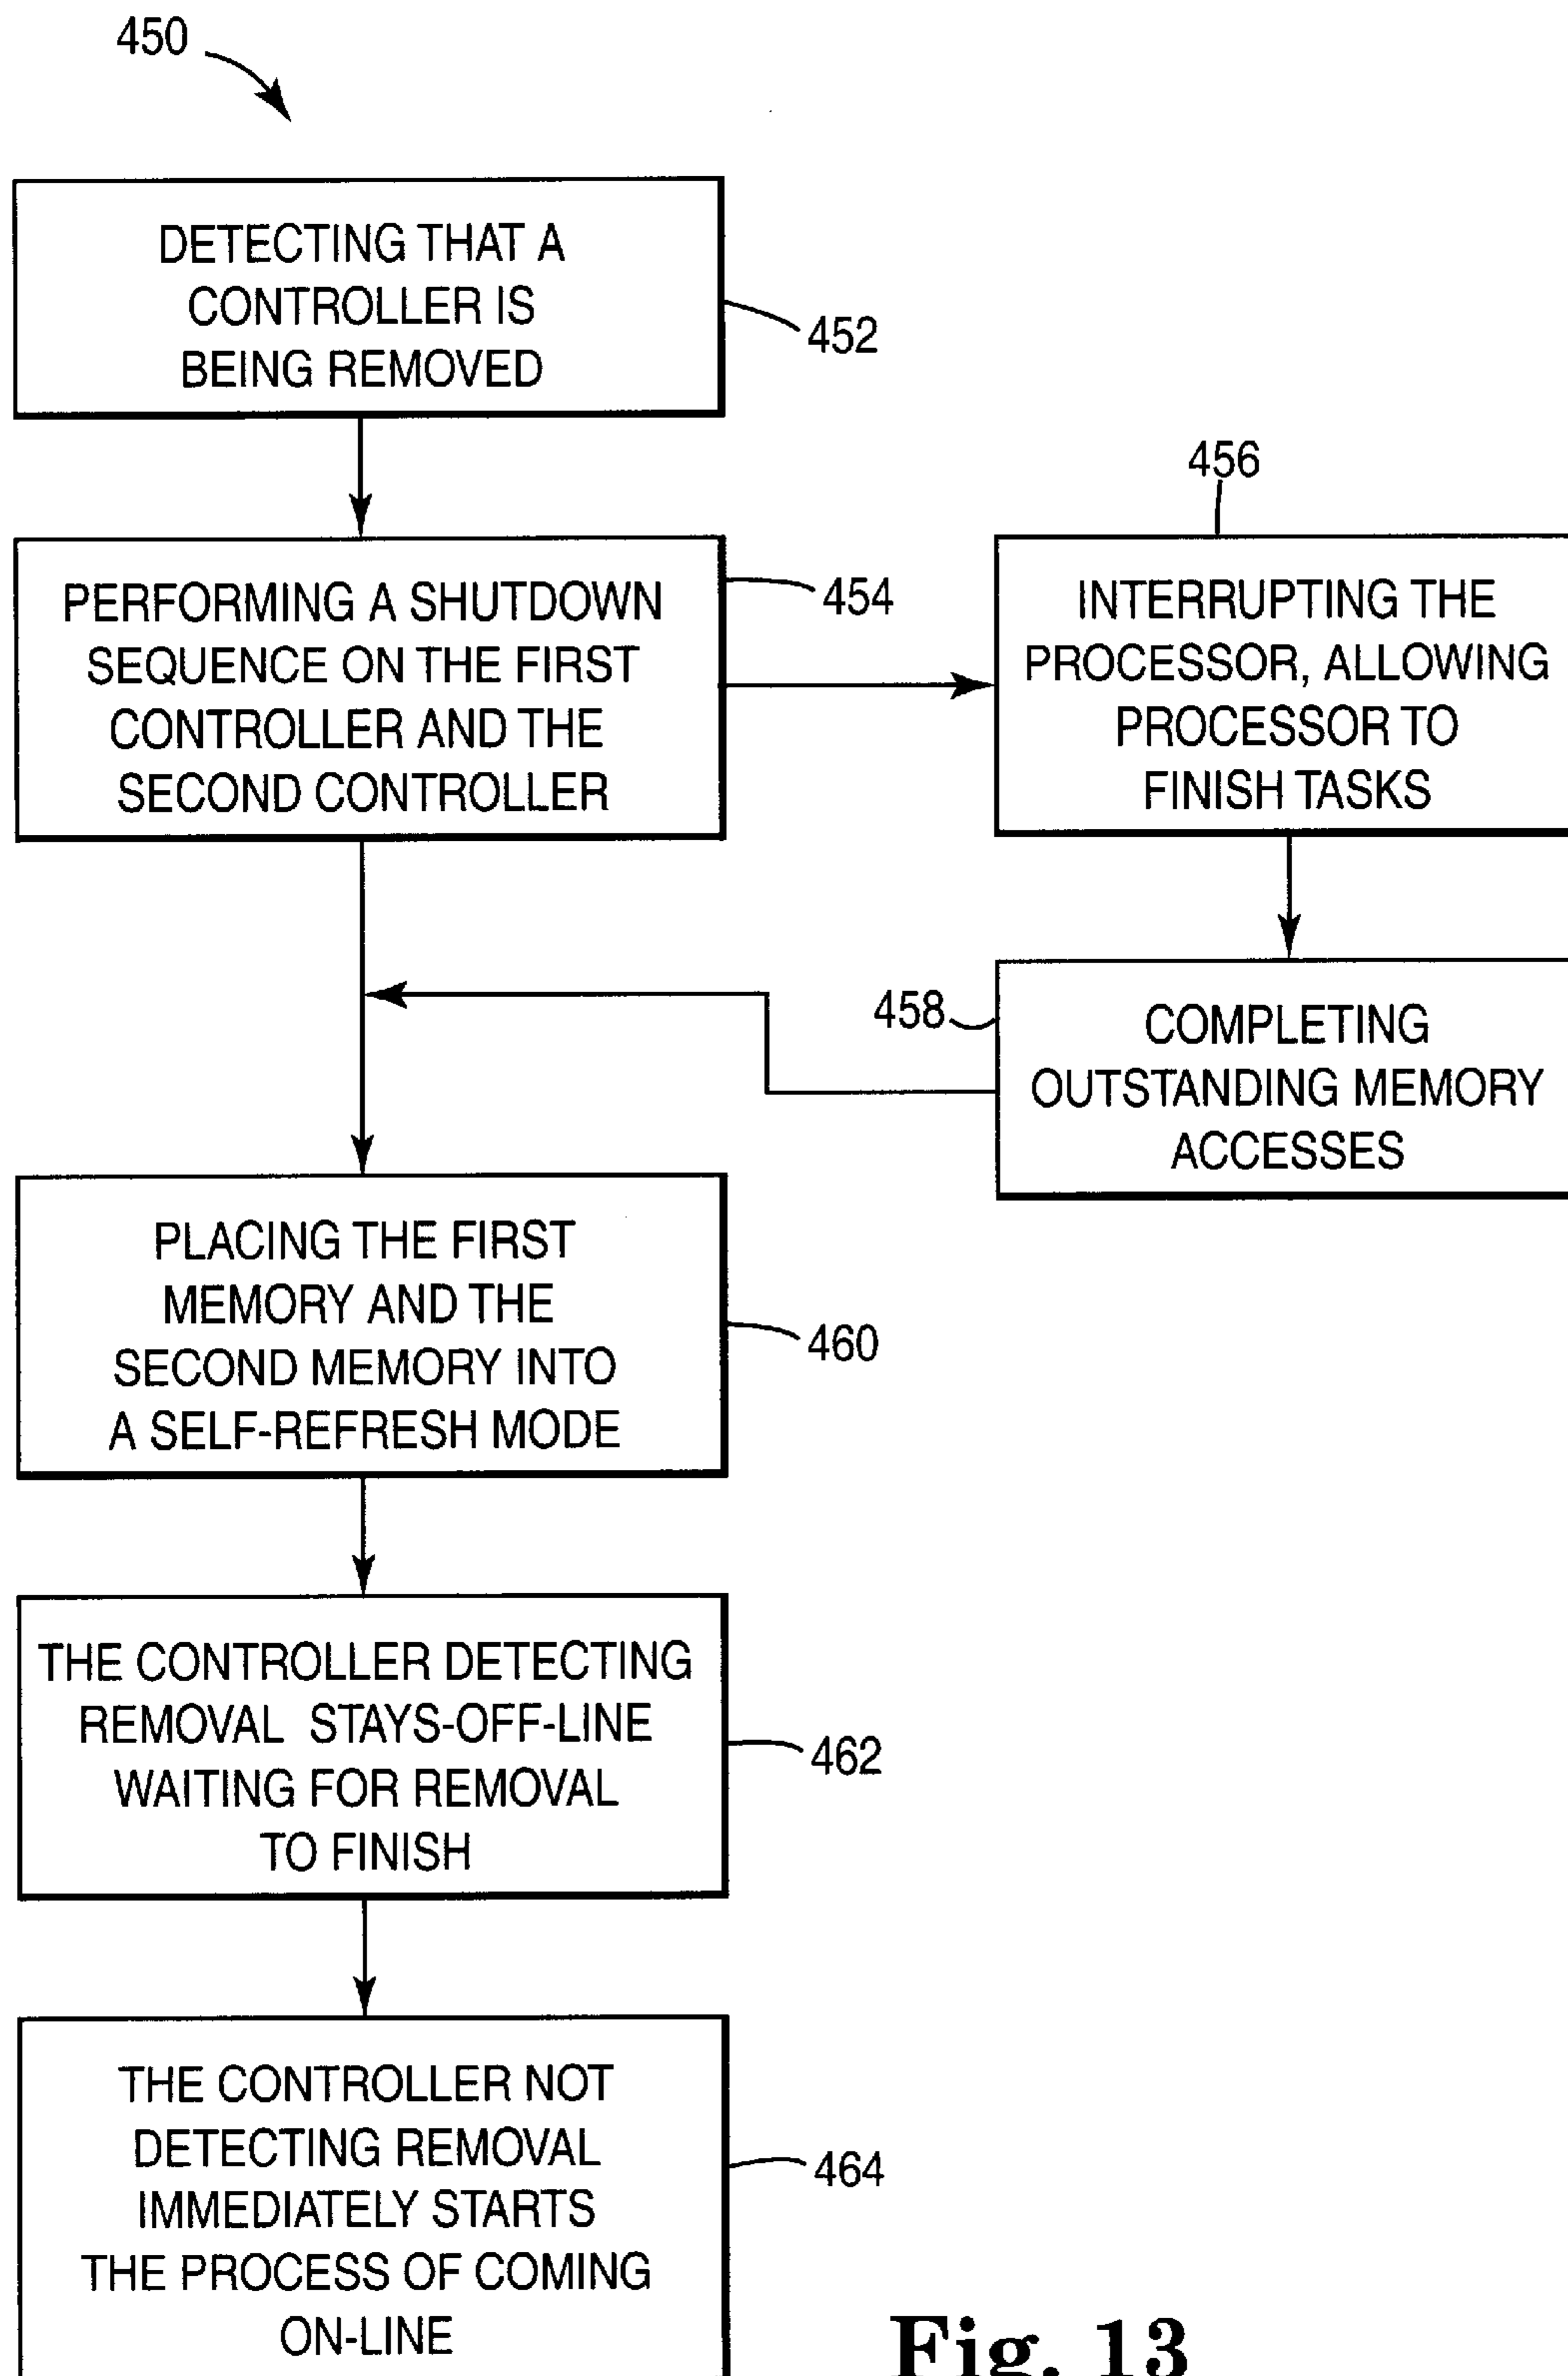 450
DETECTING THAT A
CONTROLLER IS
BEING REMOVED
452
PERFORMING A SHUTDOWN
SEQUENCE ON THE FIRST
CONTROLLER AND THE
SECOND CONTROLLER
454
456
INTERRUPTING THE
PROCESSOR, ALLOWING
PROCESSOR TO
FINISH TASKS
458
COMPLETING
OUTSTANDING MEMORY
ACCESSES
PLACING THE FIRST
MEMORY AND THE
SECOND MEMORY INTO
A SELF-REFRESH MODE
460
THE CONTROLLER DETECTING
REMOVAL STAYS-OFF-LINE
WAITING FOR REMOVAL
TO FINISH
462
THE CONTROLLER NOT
DETECTING REMOVAL
IMMEDIATELY STARTS
THE PROCESS OF COMING
ON-LINE
464
Fig. 13